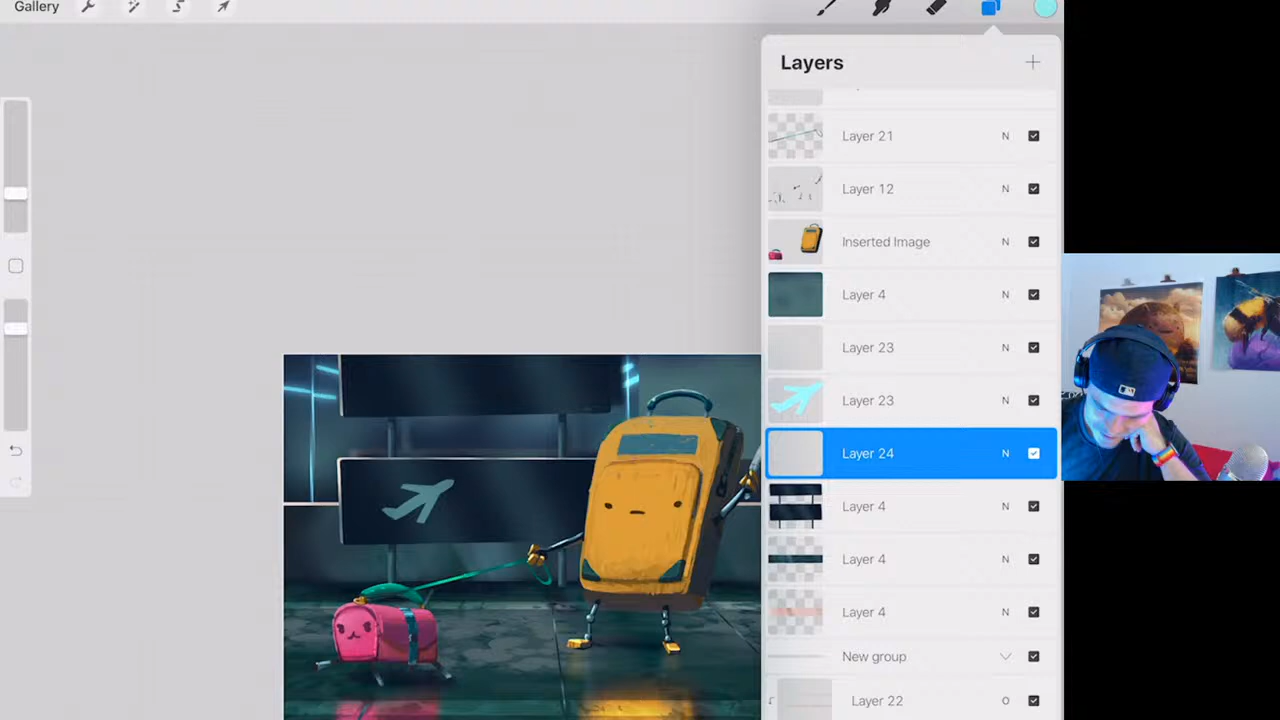 Gallery
Layers
Layer 21 N
Layer 12 N
Inserted Image N
Layer 4 N
Layer 23 N
Layer 23 N
Layer 24 N
Layer 4 N
Layer 4 N
Layer 4 N
New group
Layer 22 O